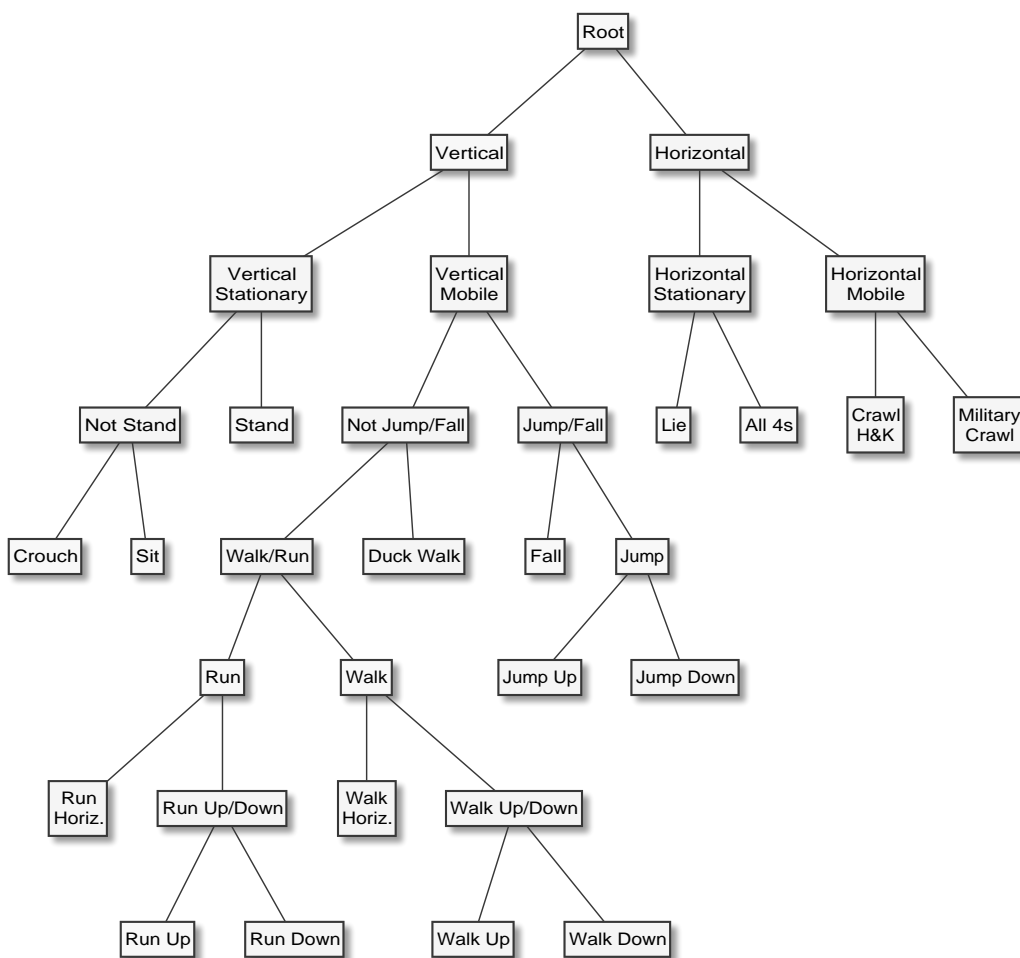 Root
Vertical
Horizontal
Vertical
Stationary
Vertical
Mobile
Horizontal
Stationary
Horizontal
Mobile
Not Stand
Stand
Not Jump/Fall
Jump/Fall
Lie
All 4s
Crawl
H&K
Military
Crawl
Crouch
Sit
Walk/Run
Duck Walk
Fall
Jump
Run
Walk
Jump Up
Jump Down
Run
Horiz.
Run Up/Down
Walk
Horiz.
Walk Up/Down
Run Up
Run Down
Walk Up
Walk Down